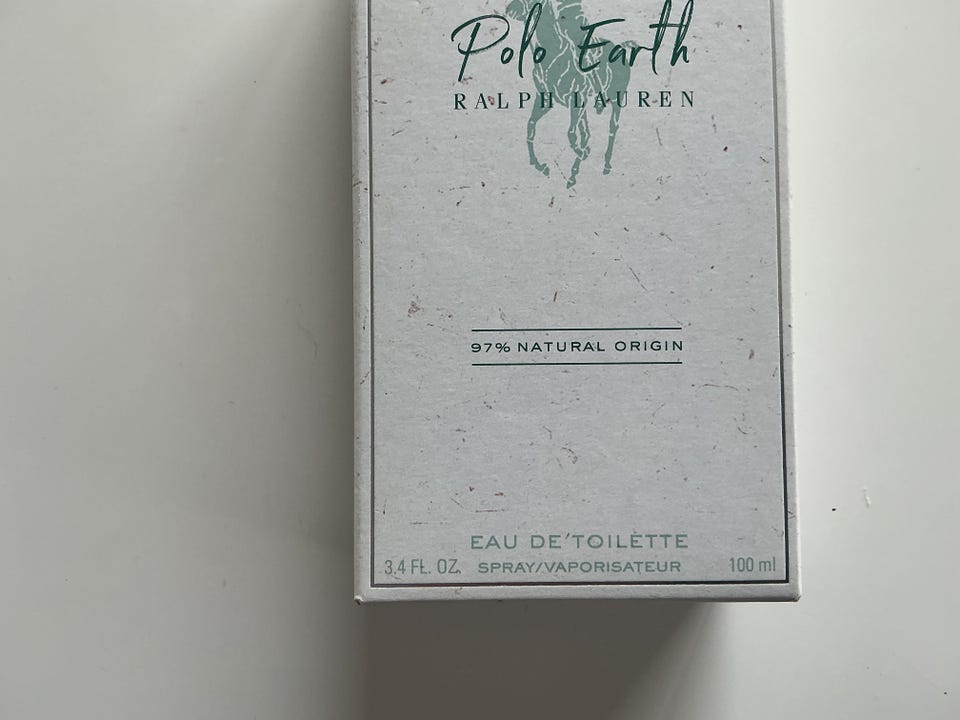 Polo Earth
RALPH LAUREN
97% NATURAL ORIGIN
EAU DE TOILETTE
3.4 FL. OZ. SPRAY/VAPORISATEUR 100 ml